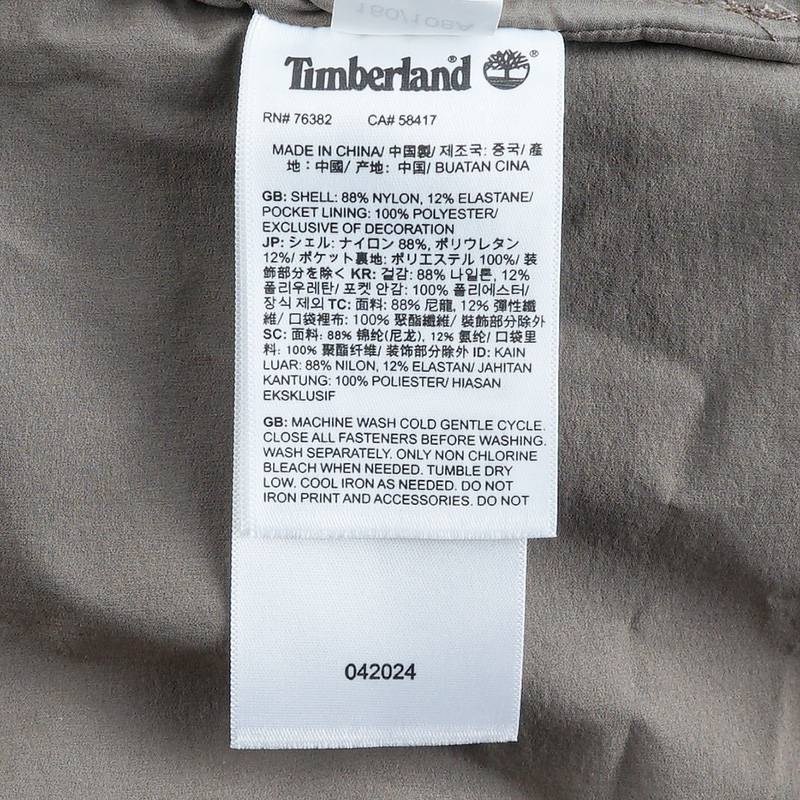 160/108A
Timberland® ®
RN# 76382 CA# 58417
MADE IN CHINA/ 中国製/ 제조국: 중국/ 產
地：中國/ 产地: 中国/ BUATAN CINA
GB: SHELL: 88% NYLON, 12% ELASTANE/
POCKET LINING: 100% POLYESTER/
EXCLUSIVE OF DECORATION
JP: シェル: ナイロン 88%, ポリウレタン
12%/ ポケット裏地: ポリエステル 100%/ 装
飾部分を除く KR: 겉감: 88% 나일론, 12%
폴리우레탄/ 포켓 안감: 100% 폴리에스터/
장식 제외 TC: 面料: 88% 尼龍, 12% 彈性纖
維/ 口袋裡布: 100% 聚酯纖維/ 裝飾部分除外
SC: 面料: 88% 锦纶(尼龙), 12% 氨纶/ 口袋里
料: 100% 聚酯纤维/ 装饰部分除外 ID: KAIN
LUAR: 88% NILON, 12% ELASTAN/ JAHITAN
KANTUNG: 100% POLIESTER/ HIASAN
EKSKLUSIF
GB: MACHINE WASH COLD GENTLE CYCLE.
CLOSE ALL FASTENERS BEFORE WASHING.
WASH SEPARATELY. ONLY NON CHLORINE
BLEACH WHEN NEEDED. TUMBLE DRY
LOW. COOL IRON AS NEEDED. DO NOT
IRON PRINT AND ACCESSORIES. DO NOT
042024